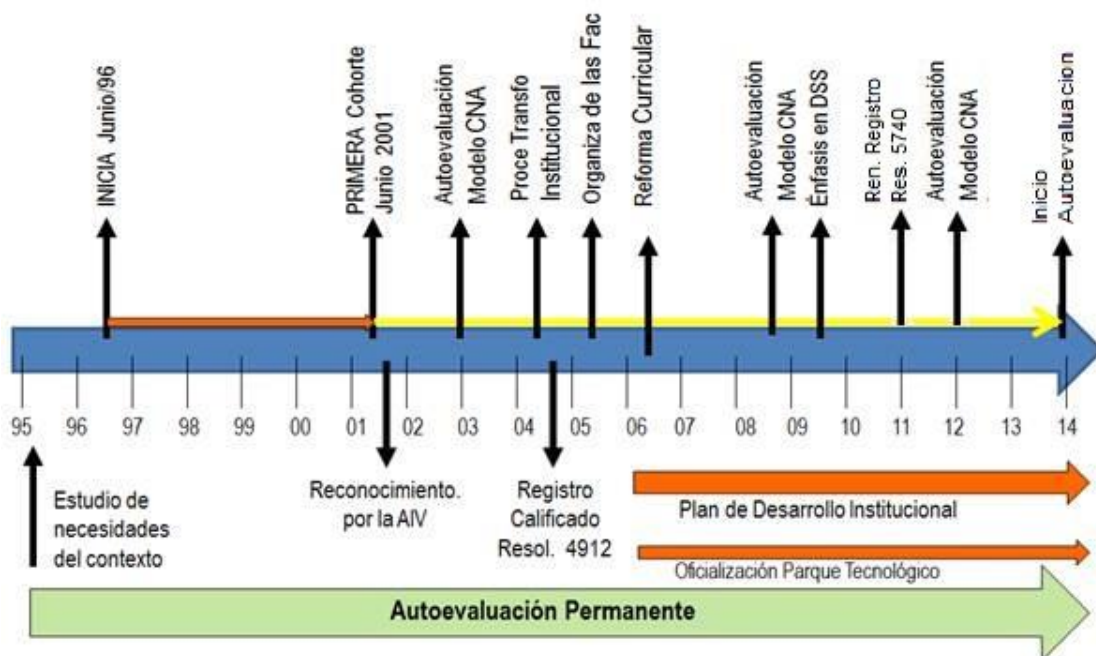 INICIA Junio/96
PRIMERA Cohorte
Junio 2001
Autoevaluación
Modelo CNA
Proce Transfo
Institucional
Organiza de las Fac
Reforma Curricular
Autoevaluación
Modelo CNA
Énfasis en DSS
Ren. Registro
Res. 5740
Autoevaluación
Modelo CNA
Inicio
Autoevaluacion
95 96 97 98 99 00 01 02 03 04 05 06 07 08 09 10 11 12 13 14
Estudio de
necesidades
del contexto
Reconocimiento.
por la AIV
Registro
Calificado
Resol. 4912
Plan de Desarrollo Institucional
Oficialización Parque Tecnológico
Autoevaluación Permanente